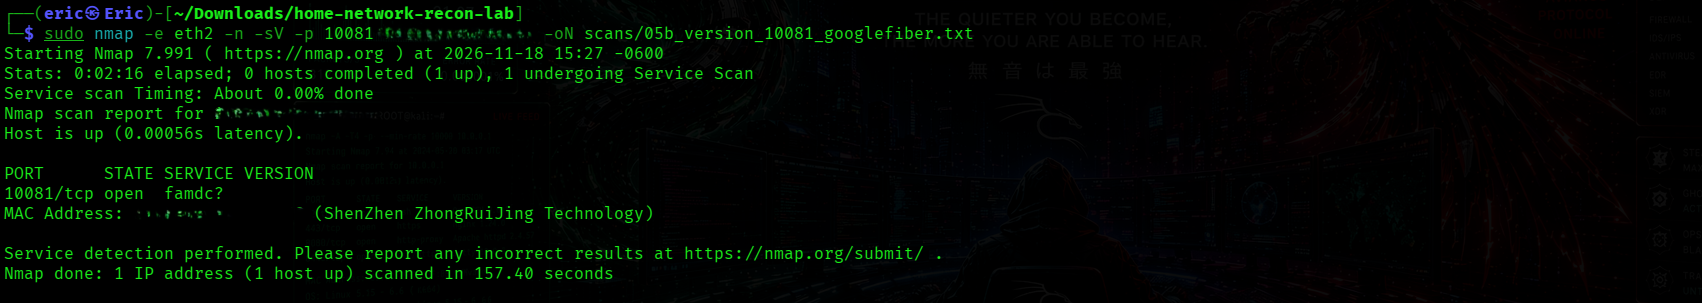 ┌──(eric㉿Eric)-[~/Downloads/home-network-recon-lab]
└─$ sudo nmap -e eth2 -n -sV -p 10081 -oN scans/05b_version_10081_googlefiber.txt
Starting Nmap 7.991 ( https://nmap.org ) at 2026-11-18 15:27 -0600
Stats: 0:02:16 elapsed; 0 hosts completed (1 up), 1 undergoing Service Scan
Service scan Timing: About 0.00% done
Nmap scan report for
Host is up (0.00056s latency).
PORT      STATE SERVICE VERSION
10081/tcp open  famdc?
MAC Address: (ShenZhen ZhongRuiJing Technology)
Service detection performed. Please report any incorrect results at https://nmap.org/submit/ .
Nmap done: 1 IP address (1 host up) scanned in 157.40 seconds
THE QUIETER YOU BECOME,
YOU ARE ABLE TO HEAR.
無音は最強